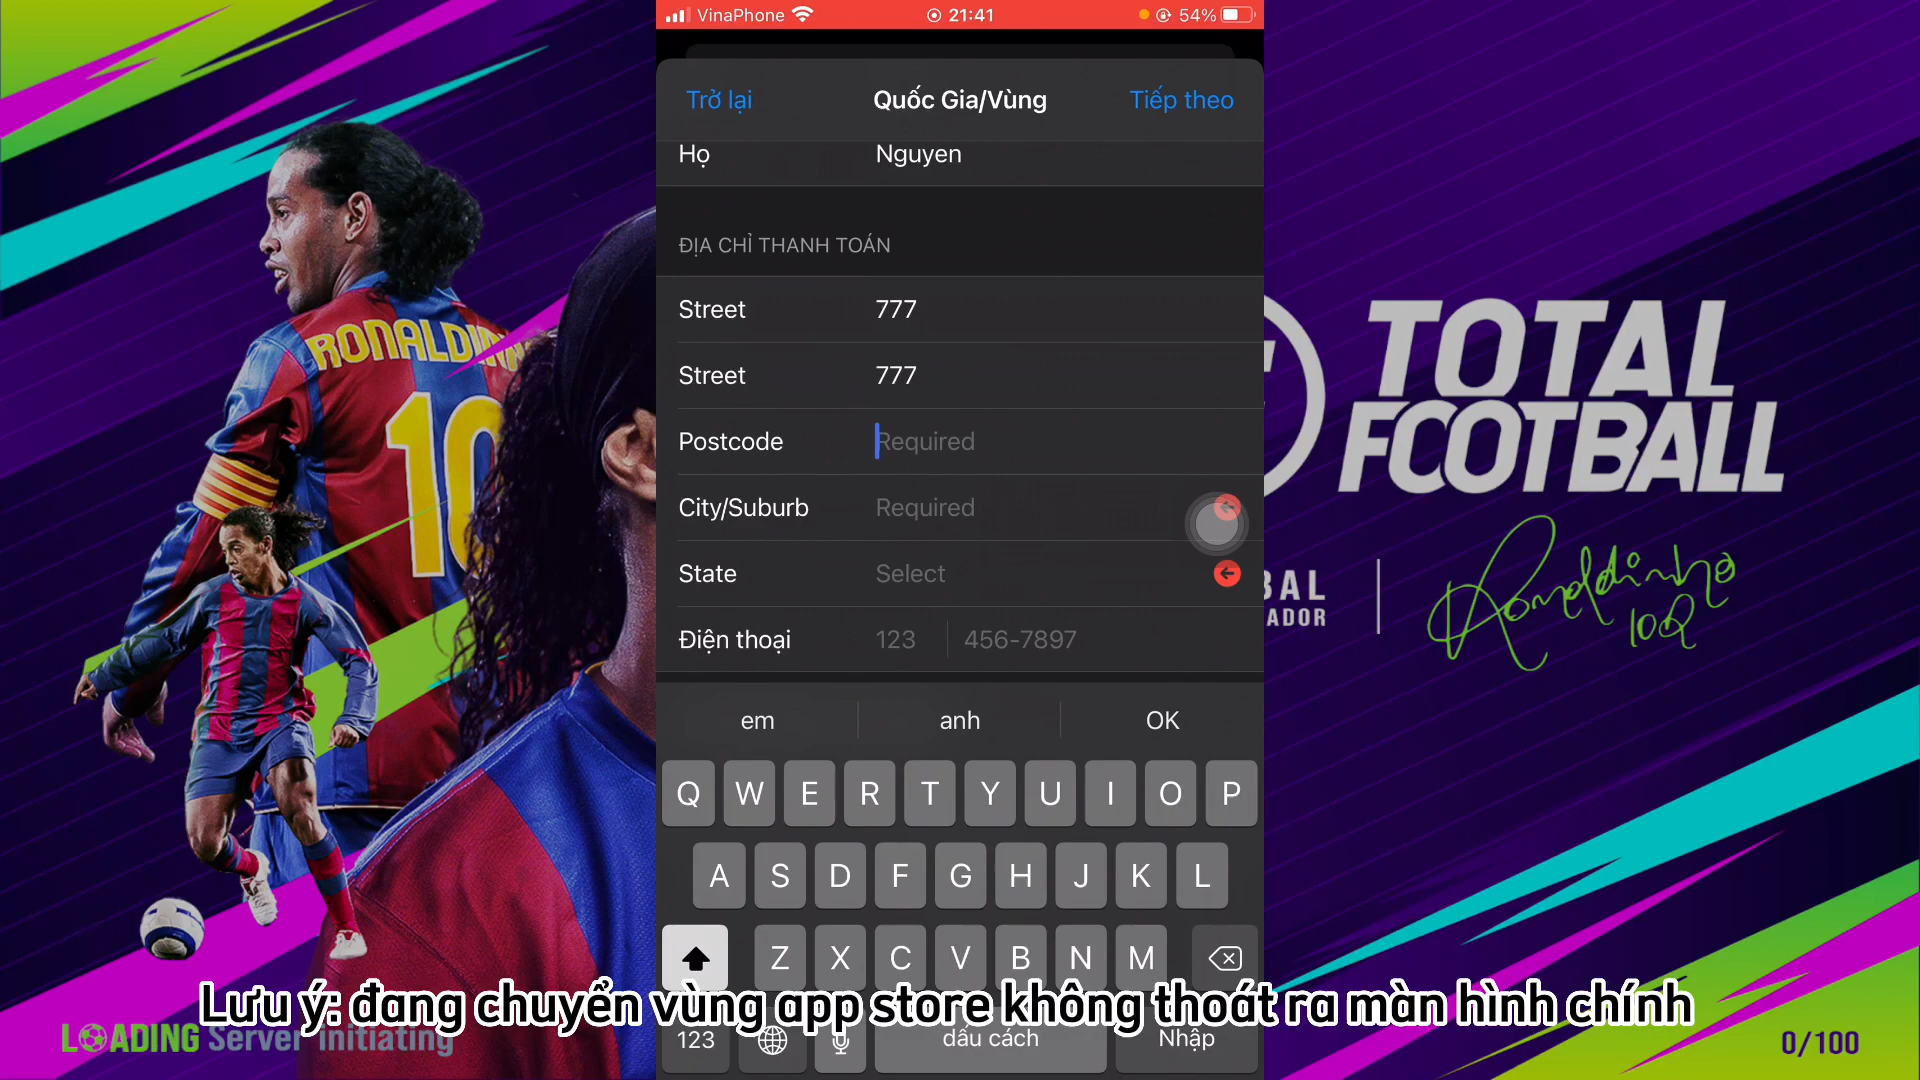 VinaPhone 21:41 54%
Trở lại Quốc Gia/Vùng Tiếp theo
Họ Nguyen
ĐỊA CHỈ THANH TOÁN
Street 777
Street 777
Postcode Required
City/Suburb Required
State Select
Điện thoại 123 456-7897
em anh OK
Q W E R T Y U I O P
A S D F G H J K L
Z X C V B N M
123 dấu cách Nhập
RONALDIN
10
TOTAL
FOOTBALL
BAL
ADOR
Ronaldinho
10
Lưu ý: đang chuyển vùng app store không thoát ra màn hình chính
LOADING Server initiating
0/100